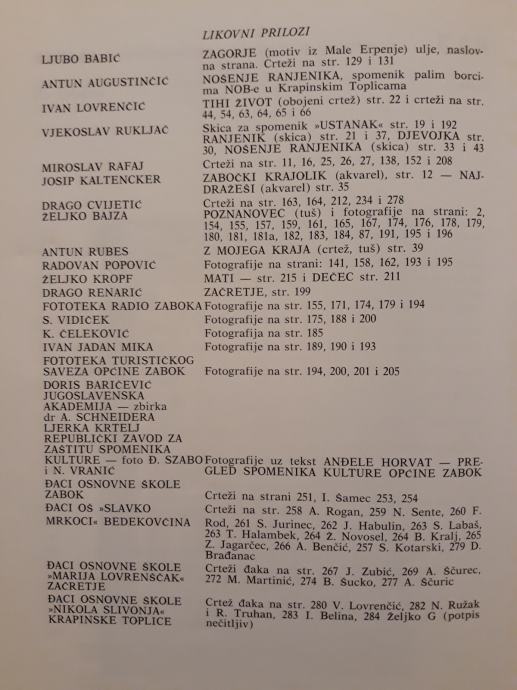 LIKOVNI PRILOZI
LJUBO BABIĆ ZAGORJE (motiv iz Male Erpenje) ulje, naslov-
na strana. Crteži na str. 129 i 131
ANTUN AUGUSTINČIĆ NOŠENJE RANJENIKA, spomenik palim borci-
ma NOB-e u Krapinskim Toplicama
IVAN LOVRENČIĆ TIHI ŽIVOT (obojeni crtež) str. 22 i crteži na str.
44, 54, 63, 64, 65 i 66
VJEKOSLAV RUKLJAČ Skica za spomenik »USTANAK« str. 19 i 192
RANJENIK (skica) str. 21 i 37, DJEVOJKA str.
30, NOŠENJE RANJENIKA (skica) str. 33 i 43
MIROSLAV RAFAJ Crteži na str. 11, 16, 25, 26, 27, 138, 152 i 208
JOSIP KALTENCKER ZABOČKI KRAJOLIK (akvarel), str. 12 — NAJ-
DRAŽEŠI (akvarel) str. 35
DRAGO CVIJETIĆ Crteži na str. 163, 164, 212, 234 i 278
ŽELJKO BAJZA POZNANOVEC (tuš) i fotografije na strani: 2,
154, 155, 157, 159, 161, 165, 167, 174, 176, 178, 179,
180, 181, 181a, 182, 183, 184, 87, 191, 195 i 196
ANTUN RUBEŠ Z MOJEGA KRAJA (crtež, tuš) str. 39
RADOVAN POPOVIĆ Fotografije na strani: 141, 158, 162, 193 i 195
ŽELJKO KROPF MATI — str. 215 i DEČEC str. 211
DRAGO RENARIĆ ZAČRETJE, str. 199
FOTOTEKA RADIO ZABOKA Fotografije na str. 155, 171, 174, 179 i 194
S. VIDIČEK Fotografije na str. 175, 188 i 200
K. ČELEKOVIĆ Fotografija na str. 185
IVAN JADAN MIKA Fotografije na str. 189, 190 i 193
FOTOTEKA TURISTIČKOG
SAVEZA OPĆINE ZABOK Fotografije na str. 194, 200, 201 i 205
DORIS BARIČEVIĆ
JUGOSLAVENSKA
AKADEMIJA — zbirka
dr A. SCHNEIDERA
LJERKA KRTELJ
REPUBLIČKI ZAVOD ZA
ZAŠTITU SPOMENIKA
KULTURE — foto Đ. SZABO Fotografije uz tekst ANĐELE HORVAT — PRE-
i N. VRANIĆ GLED SPOMENIKA KULTURE OPĆINE ZABOK
ĐACI OSNOVNE ŠKOLE
ZABOK Crteži na strani 251, I. Šamec 253, 254
ĐACI OŠ »SLAVKO Crteži na str. 258 A. Rogan, 259 N. Sente, 260 F.
MRKOCI« BEDEKOVČINA Rod, 261 S. Jurinec, 262 J. Habulin, 263 S. Labaš,
263 T. Halambek, 264 Z. Novosel, 264 B. Kralj, 265
Z. Jagarčec, 266 A. Benčić, 257 S. Kotarski, 279 D.
Brađanac
ĐACI OSNOVNE ŠKOLE Crteži đaka na str. 267 J. Zubić, 269 A. Ščurec,
»MARIJA LOVRENŠČAK« 272 M. Martinić, 274 B. Sučko, 277 A. Ščuric
ZAČRETJE
ĐACI OSNOVNE ŠKOLE Crtež đaka na str. 280 V. Lovrenčić, 282 N. Ružak
»NIKOLA SLIVONJA« i R. Truhan, 283 I. Belina, 284 Željko G (potpis
KRAPINSKE TOPLICE nečitljiv)